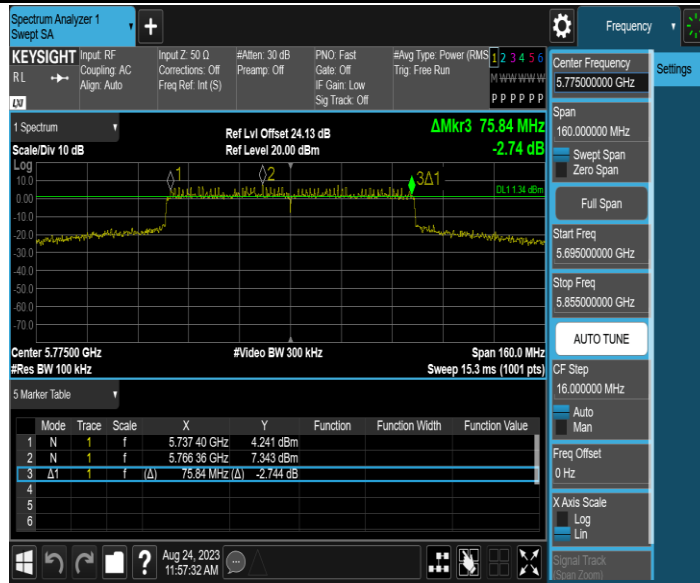 Spectrum Analyzer 1
Swept SA
+
Frequency
KEYSIGHT
RL
LXI
Input: RF
Coupling: AC
Align: Auto
Input Z: 50 Ω
Corrections: Off
Freq Ref: Int (S)
#Atten: 30 dB
Preamp: Off
PNO: Fast
Gate: Off
IF Gain: Low
Sig Track: Off
#Avg Type: Power (RMS
Trig: Free Run
1 2 3 4 5 6
M W W W W W
P P P P P P
1 Spectrum
Scale/Div 10 dB
Ref Lvl Offset 24.13 dB
Ref Level 20.00 dBm
ΔMkr3 75.84 MHz
-2.74 dB
Log
10.0
0.00
-10.0
-20.0
-30.0
-40.0
-50.0
-60.0
-70.0
1
2
3Δ1
DL1 1.34 dBm
Center 5.77500 GHz
#Video BW 300 kHz
Span 160.0 MHz
#Res BW 100 kHz
Sweep 15.3 ms (1001 pts)
5 Marker Table
Mode Trace Scale X Y Function Function Width Function Value
1 N 1 f 5.737 40 GHz 4.241 dBm
2 N 1 f 5.766 36 GHz 7.343 dBm
3 Δ1 1 f (Δ) 75.84 MHz (Δ) -2.744 dB
4
5
6
?
Aug 24, 2023
11:57:32 AM
Center Frequency
5.775000000 GHz
Settings
Span
160.000000 MHz
Swept Span
Zero Span
Full Span
Start Freq
5.695000000 GHz
Stop Freq
5.855000000 GHz
AUTO TUNE
CF Step
16.000000 MHz
Auto
Man
Freq Offset
0 Hz
X Axis Scale
Log
Lin
Signal Track
(Span Zoom)